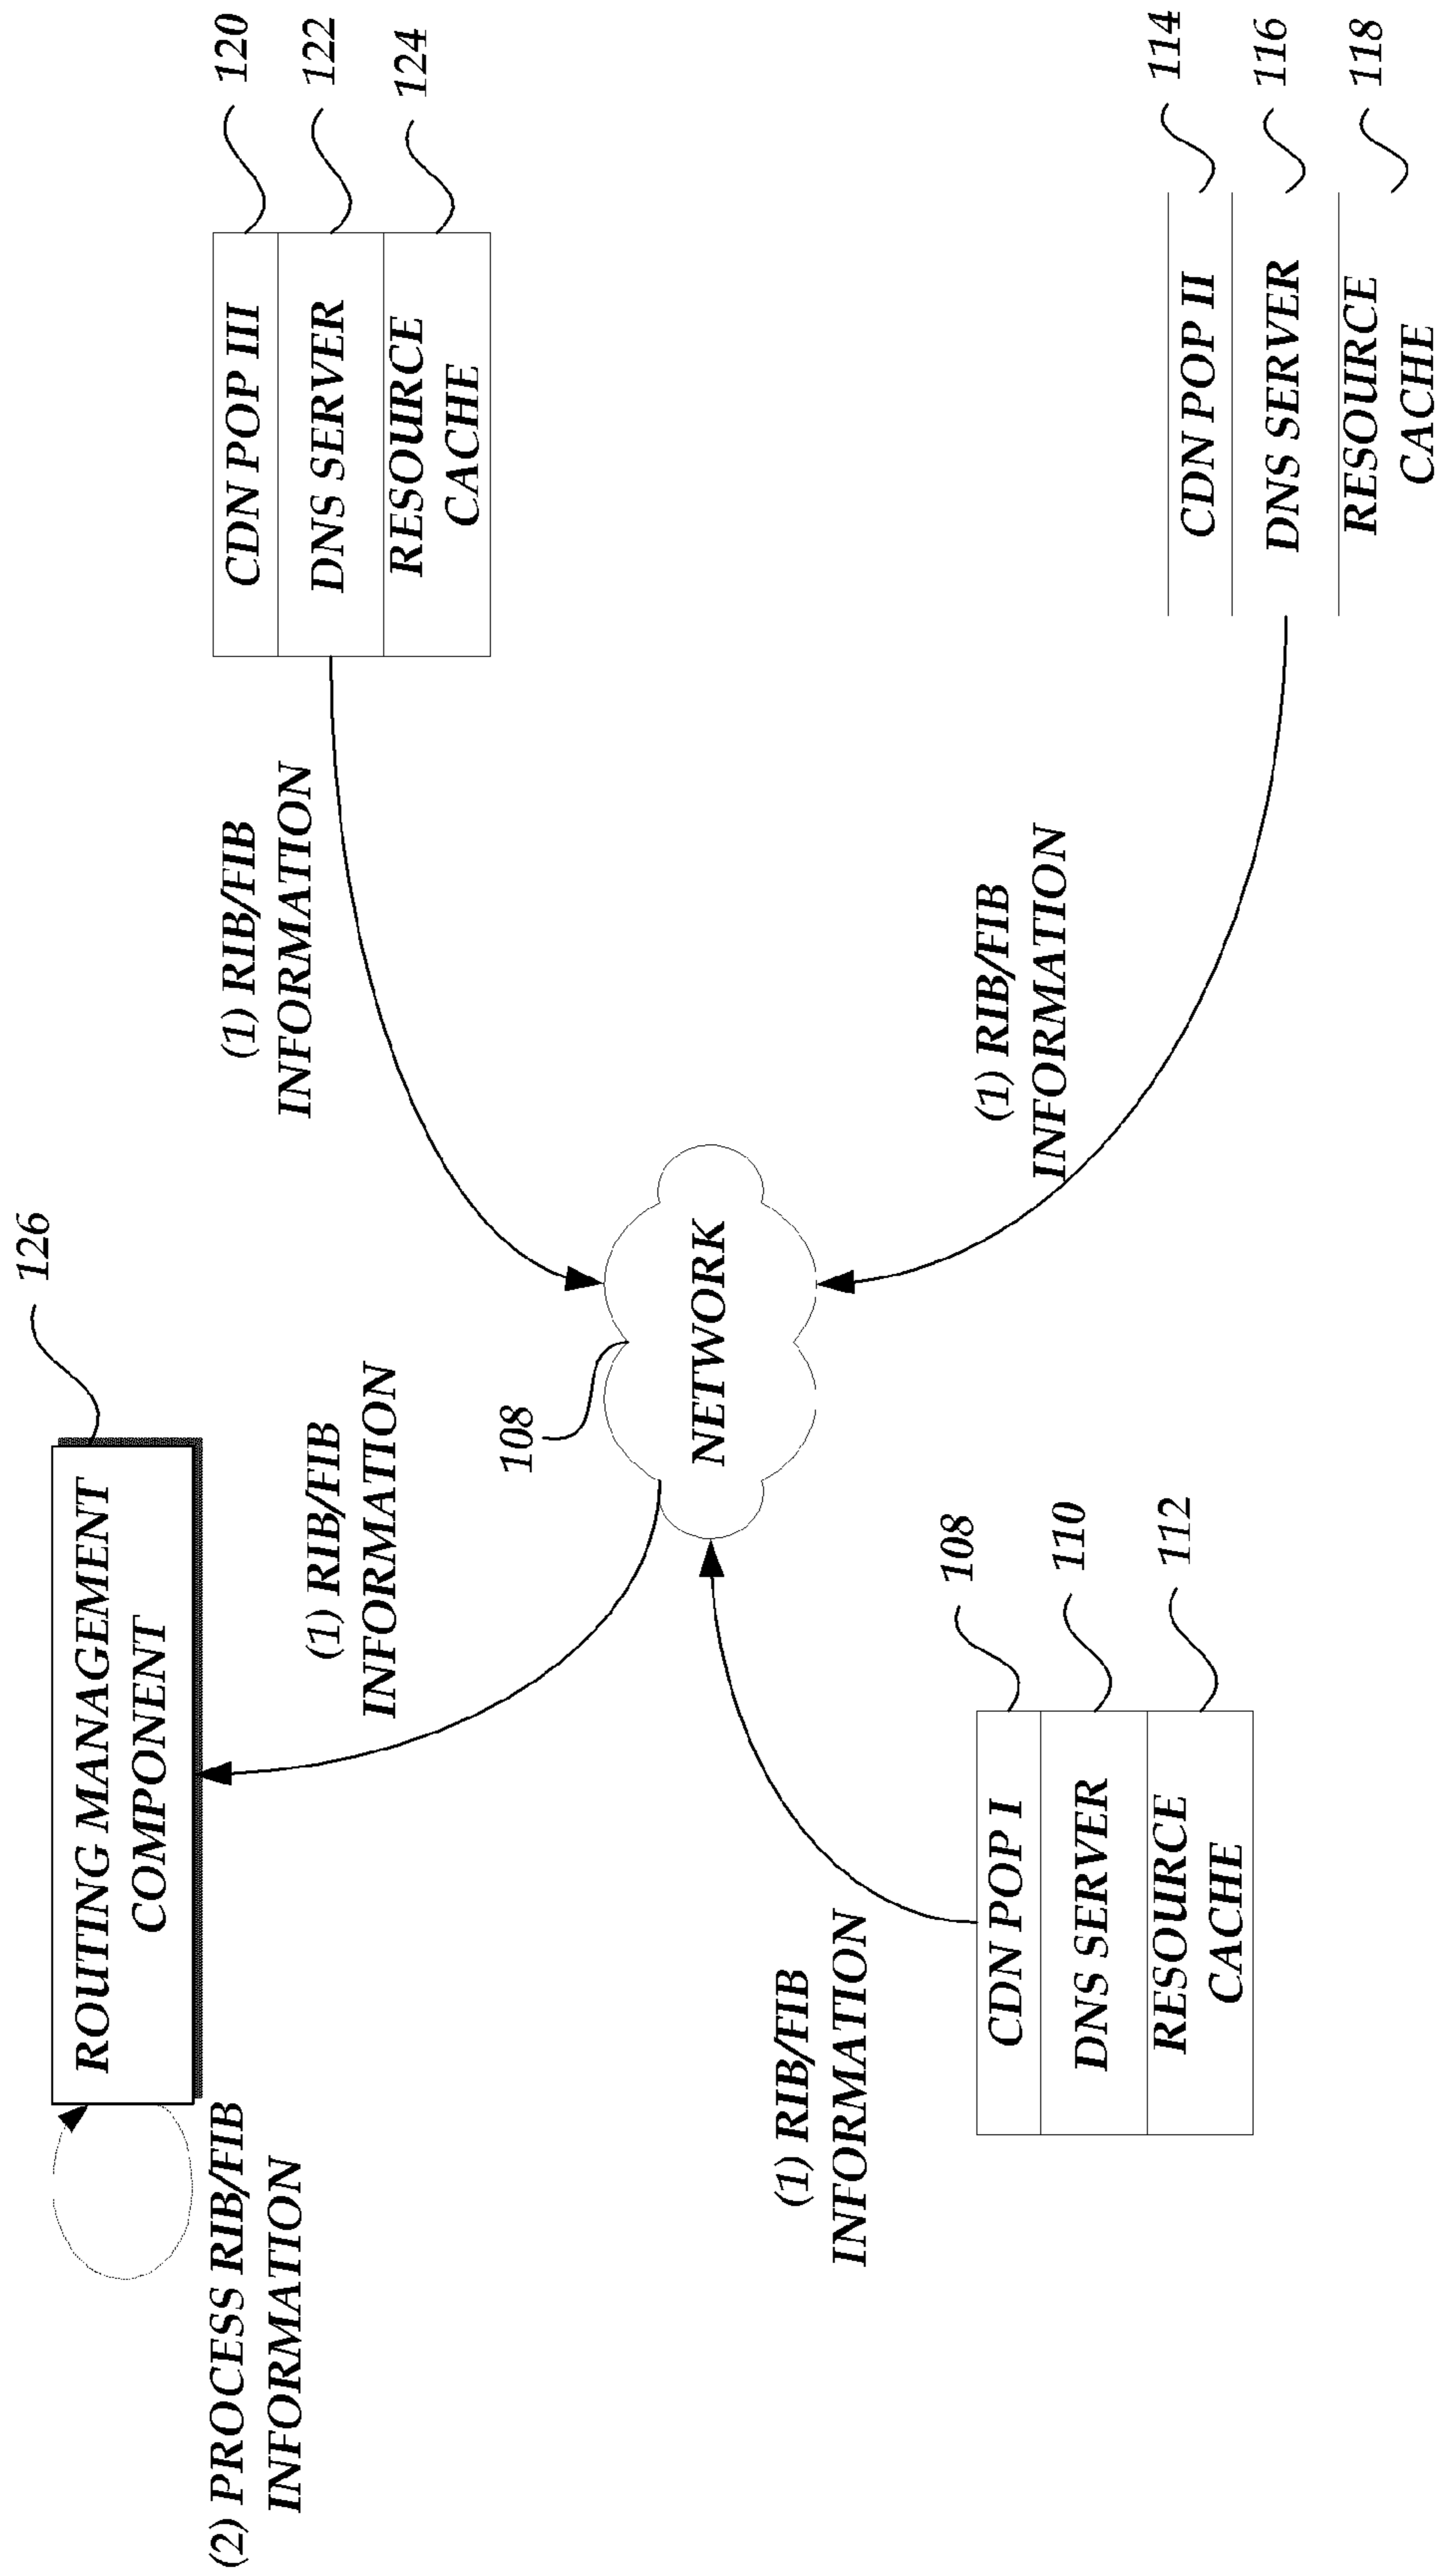 126
ROUTING MANAGEMENT
COMPONENT
(2) PROCESS RIB/FIB
INFORMATION
(1) RIB/FIB
INFORMATION
(1) RIB/FIB
INFORMATION
CDN POP III
120
DNS SERVER
122
RESOURCE
CACHE
124
108
NETWORK
(1) RIB/FIB
INFORMATION
(1) RIB/FIB
INFORMATION
CDN POP I
108
DNS SERVER
110
RESOURCE
CACHE
112
CDN POP II
114
DNS SERVER
116
RESOURCE
CACHE
118